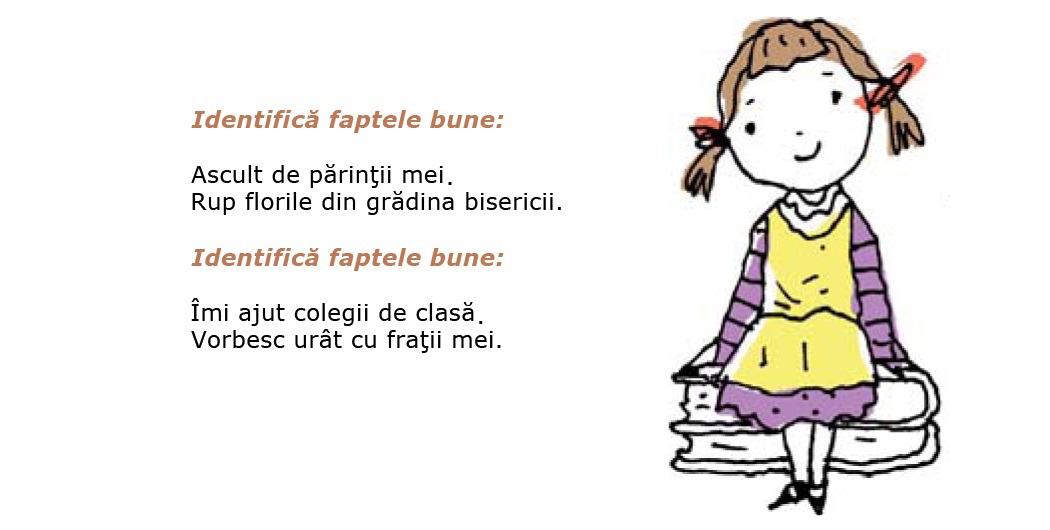 Identifică faptele bune:
Ascult de părinţii mei.
Rup florile din grădina bisericii.
Identifică faptele bune:
Îmi ajut colegii de clasă.
Vorbesc urât cu fraţii mei.